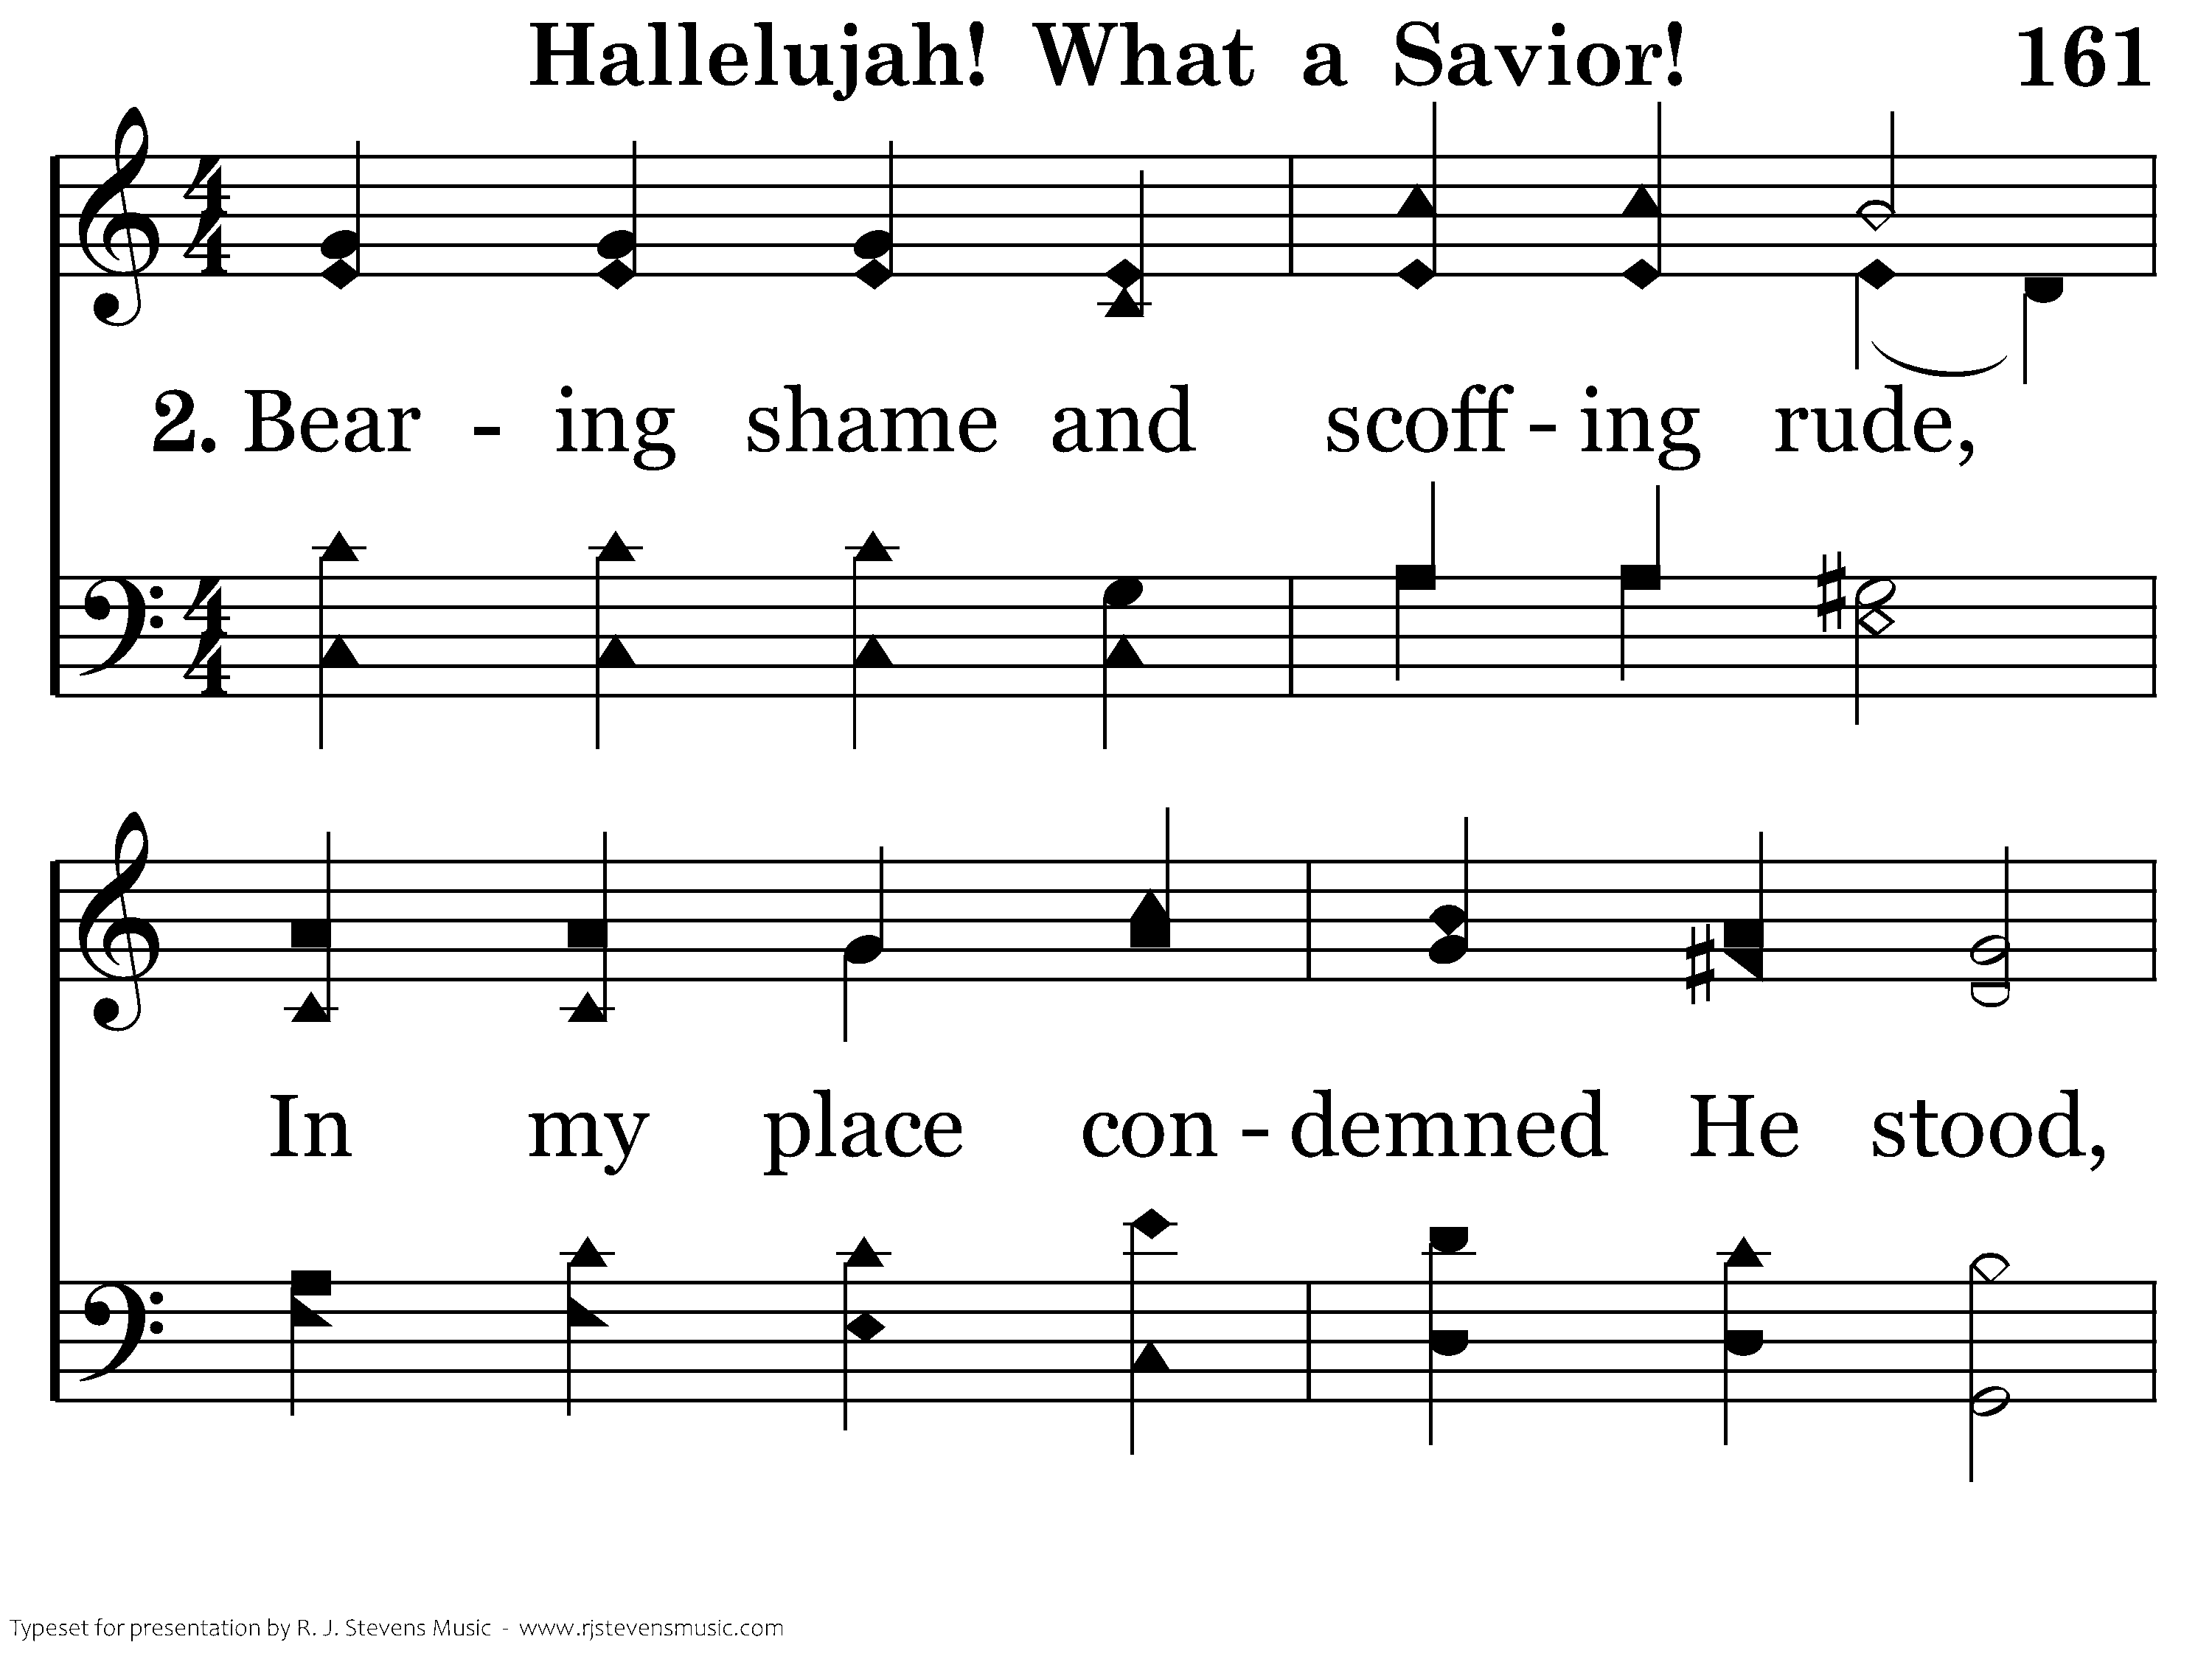 Hallelujah! What a Savior! 161
2. Bear - ing shame and scoff - ing rude,
In my place con - demned He stood,
Typeset for presentation by R. J. Stevens Music - www.rjstevensmusic.com